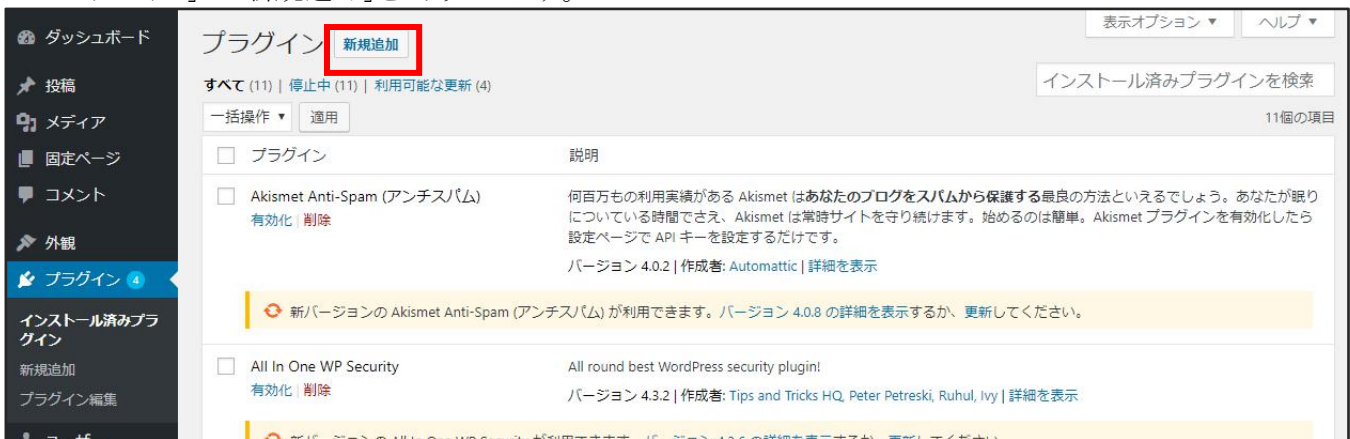 ダッシュボード
投稿
メディア
固定ページ
コメント
外観
プラグイン 4
インストール済みプラ
グイン
新規追加
プラグイン編集
表示オプション ▼
ヘルプ ▼
プラグイン 新規追加
すべて (11) | 停止中 (11) | 利用可能な更新 (4)
インストール済みプラグインを検索
一括操作 ▼ 適用
11個の項目
プラグイン 説明
Akismet Anti-Spam (アンチスパム)
有効化 | 削除
何百万もの利用実績がある Akismet はあなたのブログをスパムから保護する最良の方法といえるでしょう。あなたが眠り
についている時間でさえ、Akismet は常時サイトを守り続けます。始めるのは簡単。Akismet プラグインを有効化したら
設定ページで API キーを設定するだけです。
バージョン 4.0.2 | 作成者: Automattic | 詳細を表示
新バージョンの Akismet Anti-Spam (アンチスパム) が利用できます。バージョン 4.0.8 の詳細を表示するか、更新してください。
All In One WP Security
有効化 | 削除
All round best WordPress security plugin!
バージョン 4.3.2 | 作成者: Tips and Tricks HQ, Peter Petreski, Ruhul, Ivy | 詳細を表示